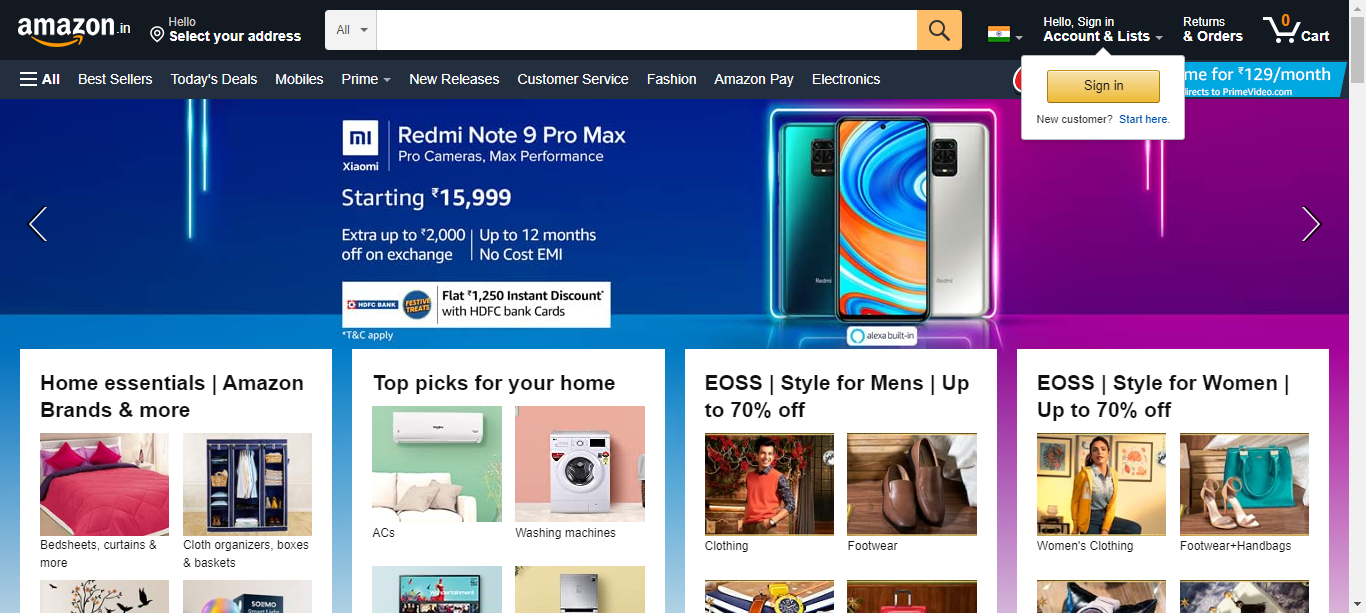 amazon.in
Hello
Select your address
All
Hello, Sign in
Account & Lists
Returns
& Orders
0
Cart
All
Best Sellers
Today's Deals
Mobiles
Prime
New Releases
Customer Service
Fashion
Amazon Pay
Electronics
Sign in
New customer? Start here.
me for ₹129/month
directs to PrimeVideo.com
mi
Xiaomi
Redmi Note 9 Pro Max
Pro Cameras, Max Performance
Starting ₹15,999
Extra up to ₹2,000
off on exchange
Up to 12 months
No Cost EMI
HDFC BANK
FESTIVE
TREATS
Flat ₹1,250 Instant Discount*
with HDFC bank Cards
*T&C apply
Redmi
Redmi
alexa built-in
Home essentials | Amazon
Brands & more
Bedsheets, curtains &
more
Cloth organizers, boxes
& baskets
SOLIMO
Top picks for your home
ACs
Washing machines
EOSS | Style for Mens | Up
to 70% off
Clothing
Footwear
EOSS | Style for Women |
Up to 70% off
Women's Clothing
Footwear+Handbags